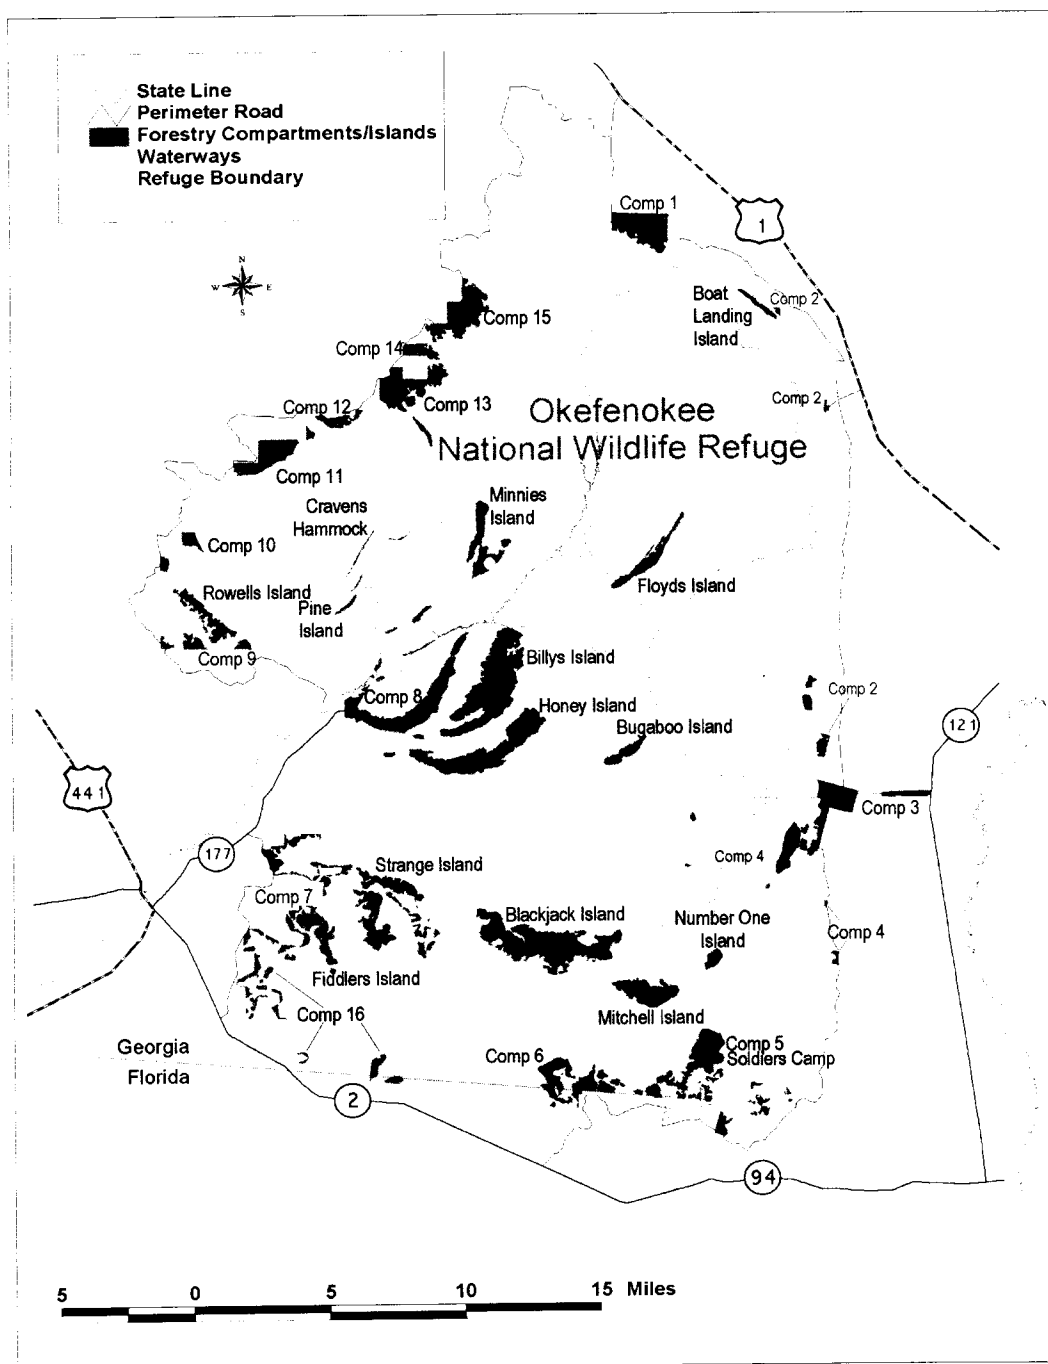 State Line
Perimeter Road
Forestry Compartments/Islands
Waterways
Refuge Boundary
Comp 1
1
N
W E
S
Boat
Landing
Island
Comp 2
Comp 15
Comp 14
Comp 13
Comp 12
Comp 2
Okefenokee
National Wildlife Refuge
Comp 11
Cravens
Hammock
Minnies
Island
Comp 10
Floyds Island
Rowells Island
Pine
Island
Comp 9
Billys Island
Comp 8
Comp 2
Honey Island
Bugaboo Island
121
441
Comp 3
177
Comp 4
Strange Island
Comp 7
Blackjack Island
Number One
Island
Comp 4
Fiddlers Island
Comp 16
Mitchell Island
Georgia
Florida
Comp 6
Comp 5
Soldiers Camp
2
94
5 0 5 10 15 Miles